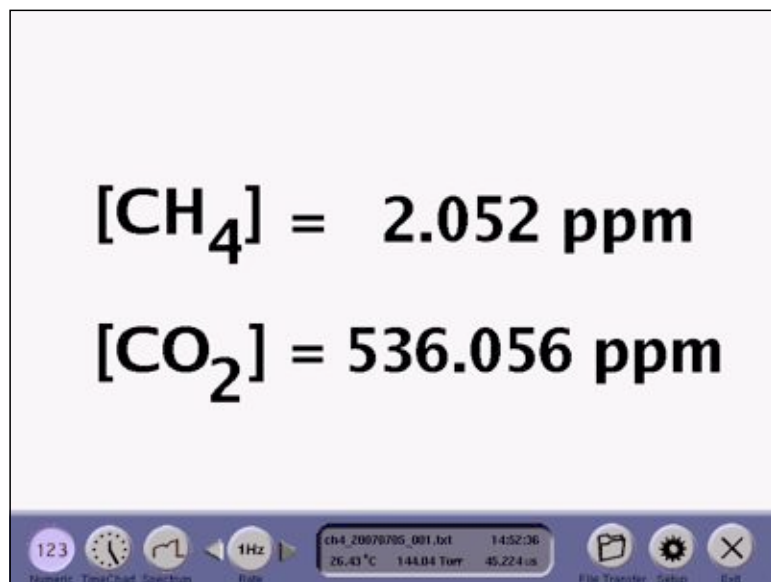 [CH₄] = 2.052 ppm
[CO₂] = 536.056 ppm
123
1Hz
ch4_20070705_001.txt 14:52:36
26.43°C 144.04 Torr 45.224 us
Numeric TimeChart Spectrum Rate File Transfer Setup Exit